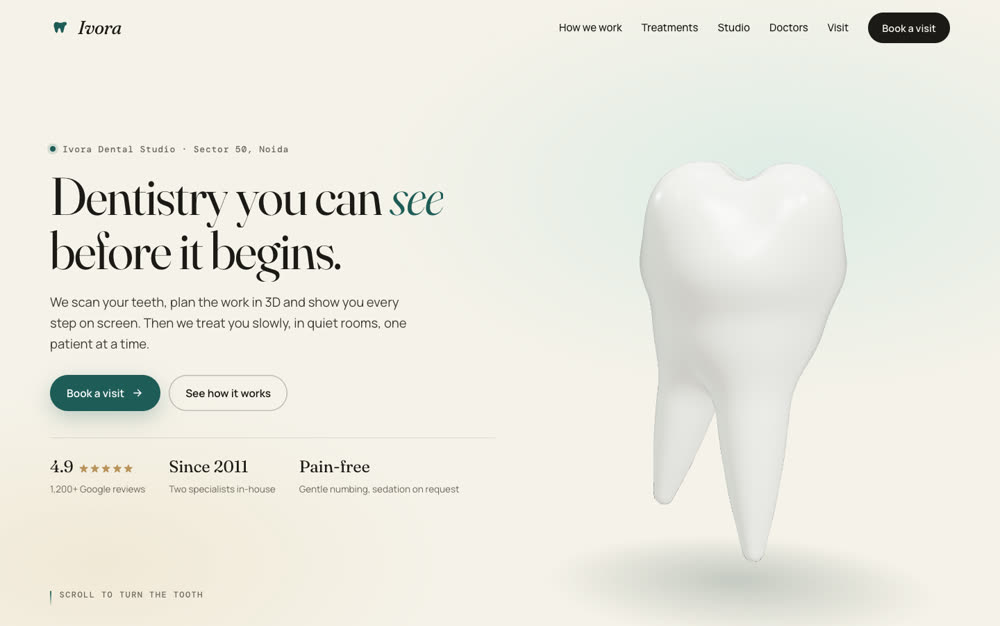 Ivora
How we work
Treatments
Studio
Doctors
Visit
Book a visit
Ivora Dental Studio · Sector 50, Noida
Dentistry you can see
before it begins.
We scan your teeth, plan the work in 3D and show you every
step on screen. Then we treat you slowly, in quiet rooms, one
patient at a time.
Book a visit →
See how it works
4.9 ★★★★★
1,200+ Google reviews
Since 2011
Two specialists in-house
Pain-free
Gentle numbing, sedation on request
SCROLL TO TURN THE TOOTH